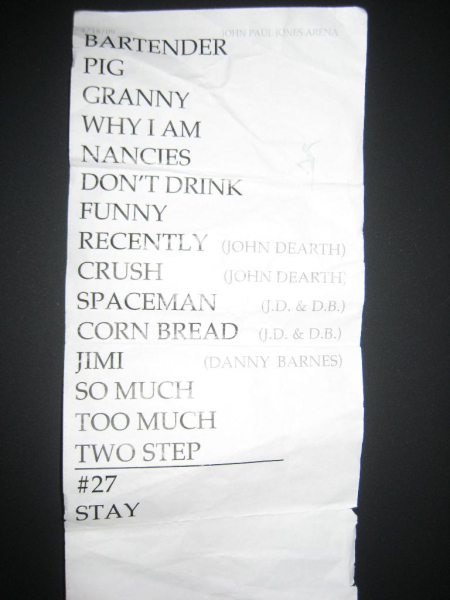 JOHN PAUL JONES ARENA
BARTENDER
PIG
GRANNY
WHY I AM
NANCIES
DON'T DRINK
FUNNY
RECENTLY (JOHN DEARTH)
CRUSH (JOHN DEARTH)
SPACEMAN (J.D. & D.B.)
CORN BREAD (J.D. & D.B.)
JIMI (DANNY BARNES)
SO MUCH
TOO MUCH
TWO STEP
#27
STAY